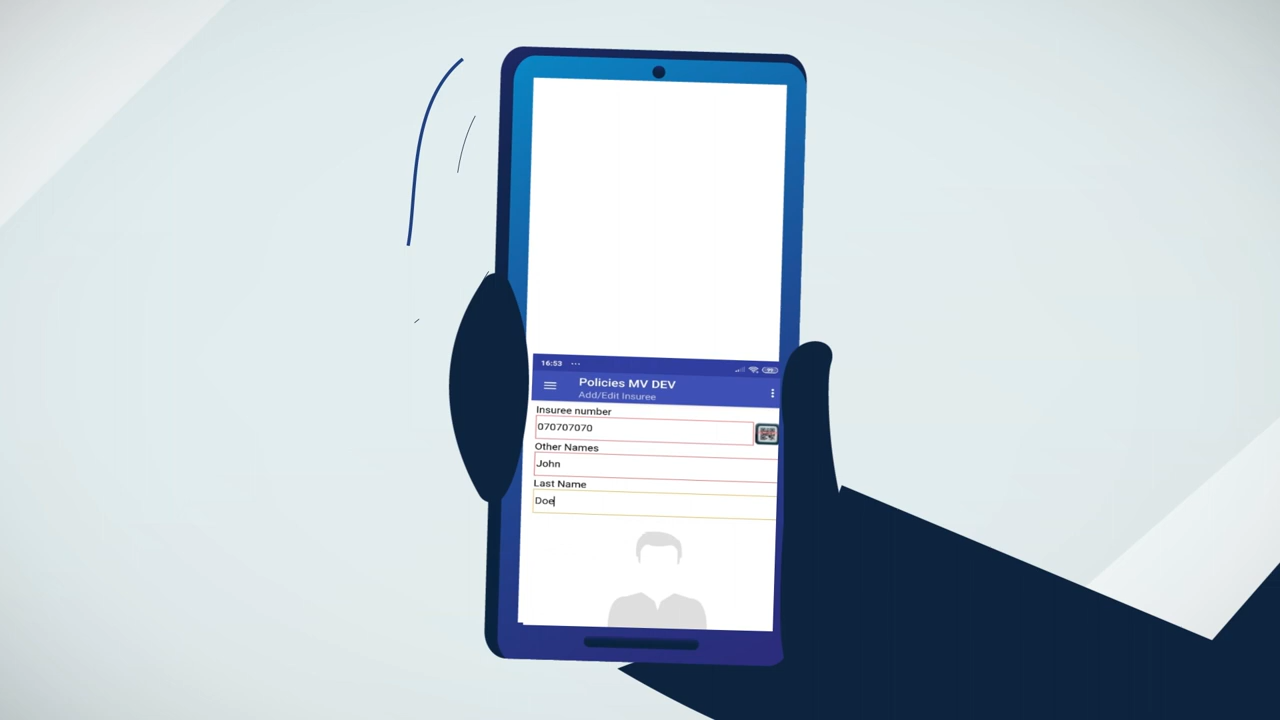 16:53 ...
Policies MV DEV
Add/Edit Insuree
Insuree number
070707070
Other Names
John
Last Name
Doe